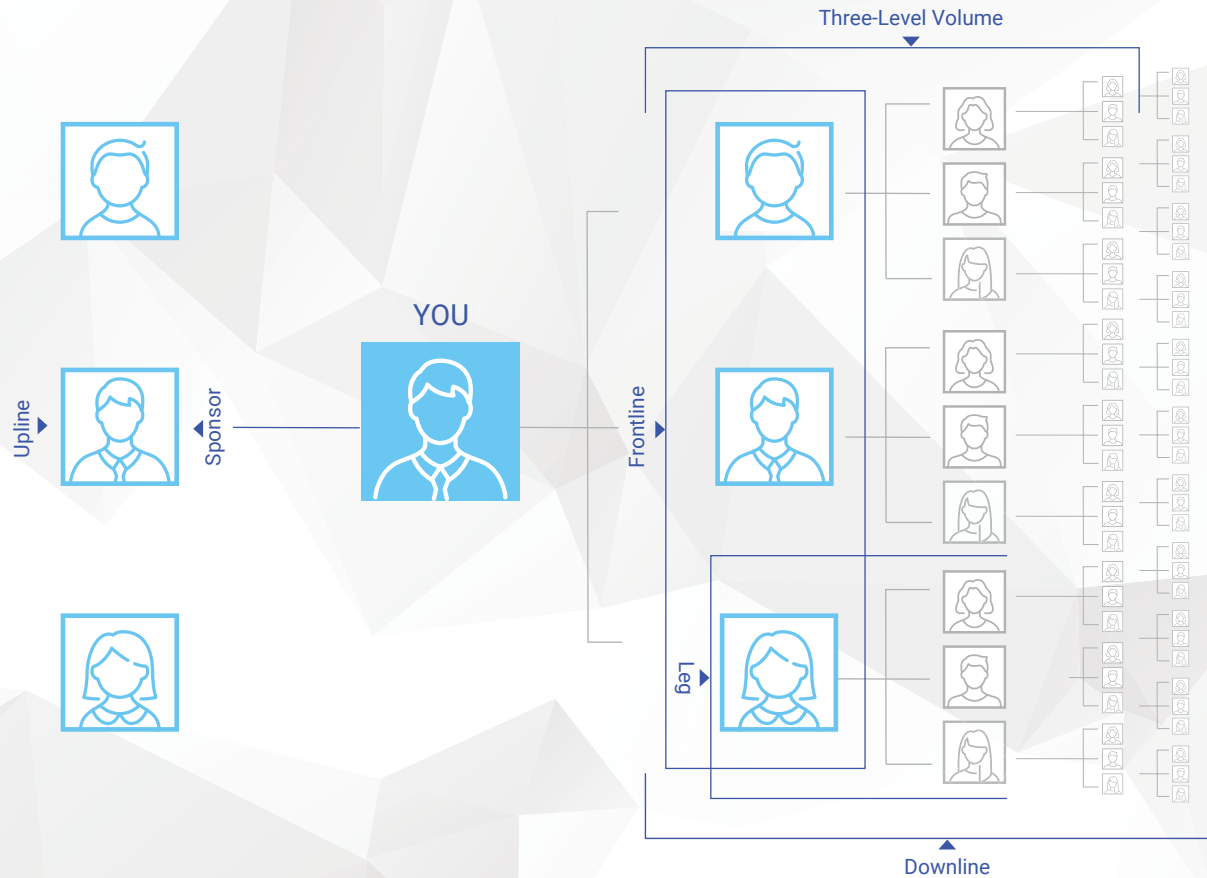 Three-Level Volume
YOU
Upline
Sponsor
Frontline
Leg
Downline